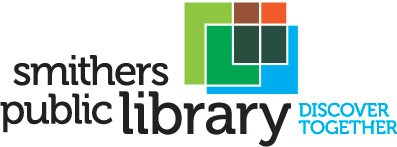 smithers
public library
DISCOVER
TOGETHER